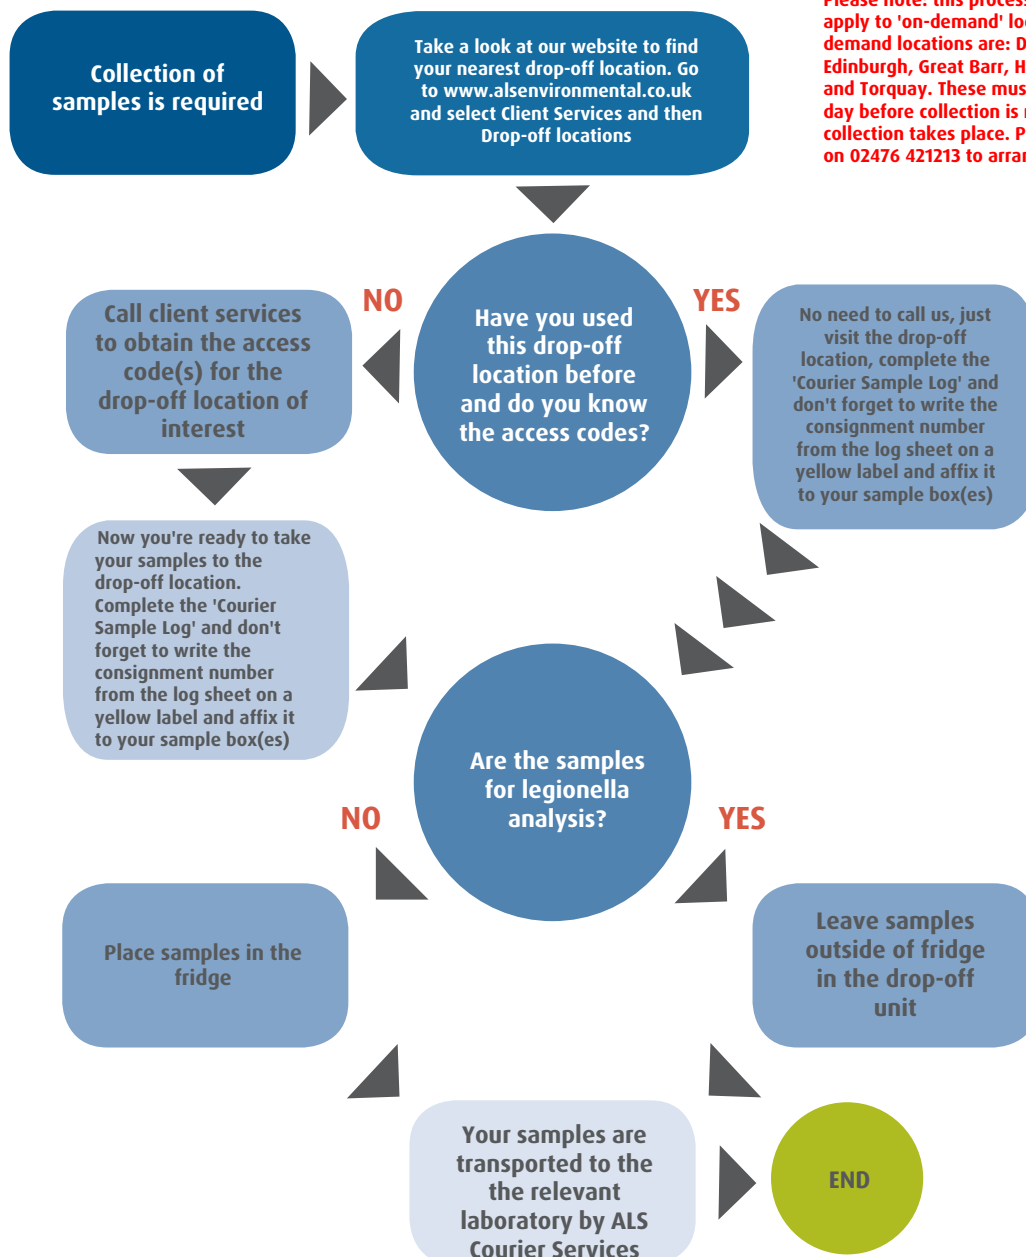 Please note: this process
apply to 'on-demand'
demand locations are:
Edinburgh, Great Barr,
and Torquay. These
day before collection is
collection takes place.
on 02476 421213 to
Collection of
samples is required
Take a look at our website to find
your nearest drop-off location. Go
to www.alsenvironmental.co.uk
and select Client Services and then
Drop-off locations
Have you used
this drop-off
location before
and do you know
the access codes?
NO
YES
Call client services
to obtain the access
code(s) for the
drop-off location of
interest
No need to call us, just
visit the drop-off
location, complete the
'Courier Sample Log' and
don't forget to write the
consignment number
from the log sheet on a
yellow label and affix it
to your sample box(es)
Now you're ready to take
your samples to the
drop-off location.
Complete the 'Courier
Sample Log' and don't
forget to write the
consignment number
from the log sheet on a
yellow label and affix it
to your sample box(es)
Are the samples
for legionella
analysis?
NO
YES
Place samples in the
fridge
Leave samples
outside of fridge
in the drop-off
unit
Your samples are
transported to the
the relevant
laboratory by ALS
Courier Services
END